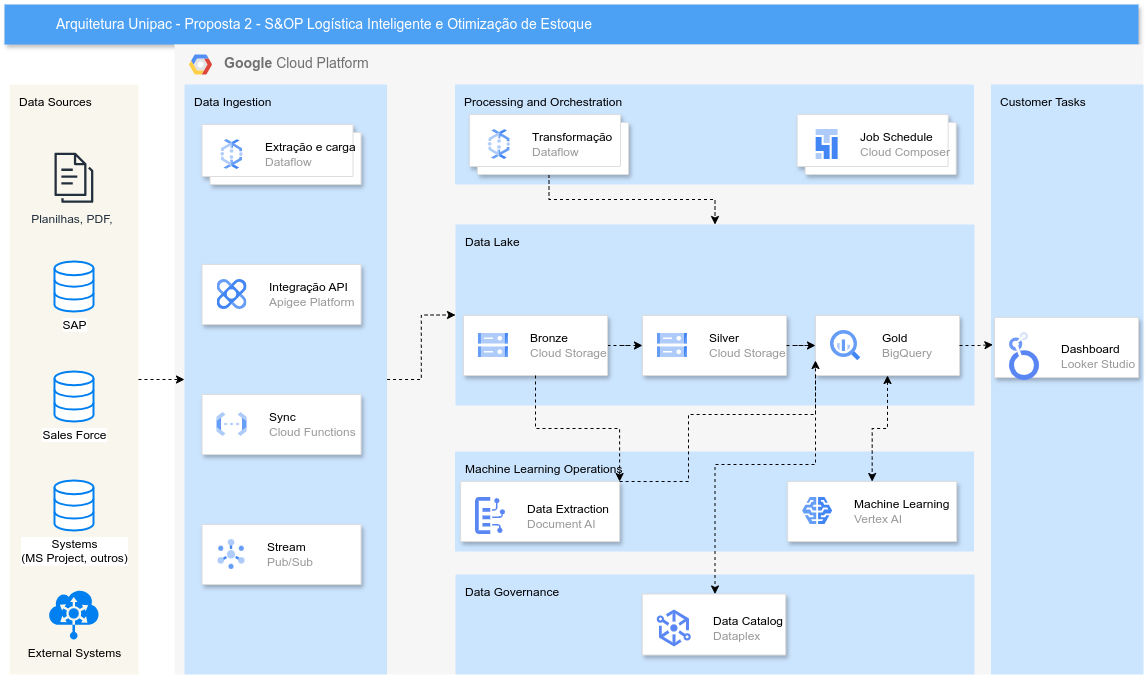 Arquitetura Unipac - Proposta 2 - S&OP Logística Inteligente e Otimização de Estoque
Google Cloud Platform
Data Sources
Planilhas, PDF,
SAP
Sales Force
Systems
(MS Project, outros)
External Systems
Data Ingestion
Extração e carga
Dataflow
Integração API
Apigee Platform
Sync
Cloud Functions
Stream
Pub/Sub
Processing and Orchestration
Transformação
Dataflow
Job Schedule
Cloud Composer
Data Lake
Bronze
Cloud Storage
Silver
Cloud Storage
Gold
BigQuery
Machine Learning Operations
Data Extraction
Document AI
Machine Learning
Vertex AI
Data Governance
Data Catalog
Dataplex
Customer Tasks
Dashboard
Looker Studio